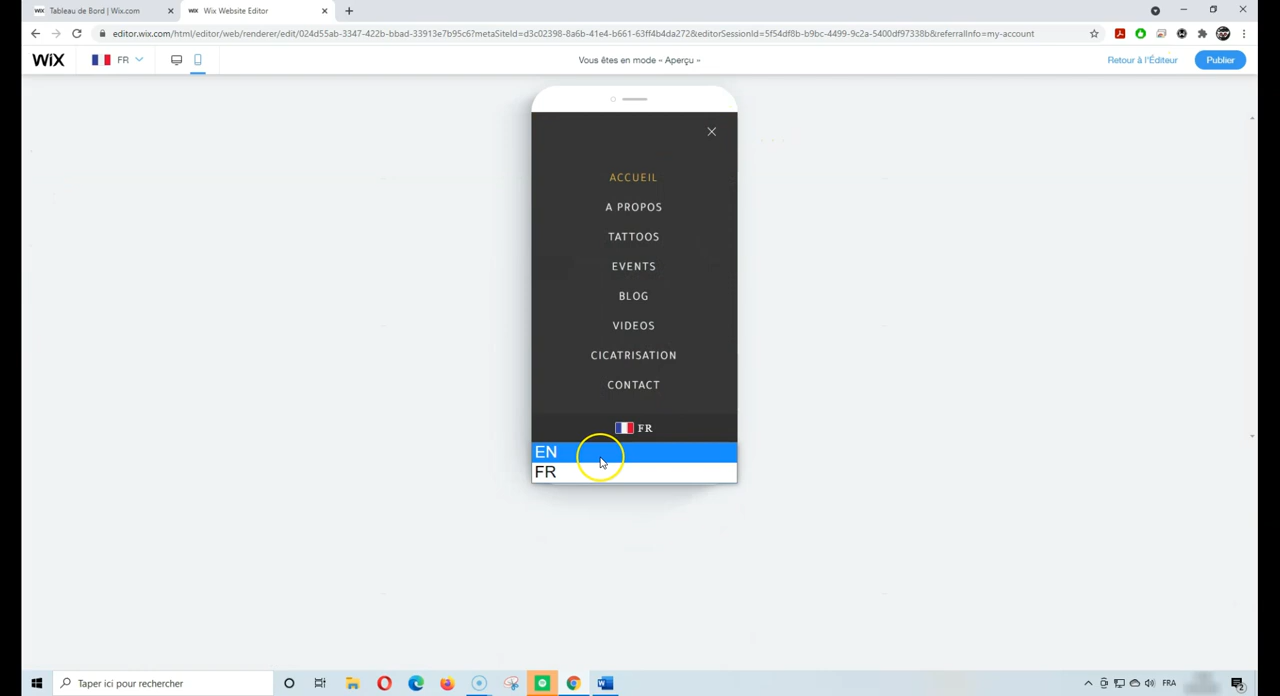 Tableau de Bord | Wix.com
WiX Wix Website Editor
editor.wix.com/html/editor/web/renderer/edit/024d55ab-3347-422b-bbad-33913e7b95c6?metaSiteId=d3c02398-8a6b-41e4-b661-63ff4b4da272&editorSessionId=5f54df8b-b9bc-4499-9c2a-5400df97338b&referralInfo=my-account
WiX FR Vous êtes en mode « Aperçu » Retour à l'Éditeur Publier
ACCUEIL
A PROPOS
TATTOOS
EVENTS
BLOG
VIDEOS
CICATRISATION
CONTACT
FR
EN
FR
Taper ici pour rechercher
FRA
2